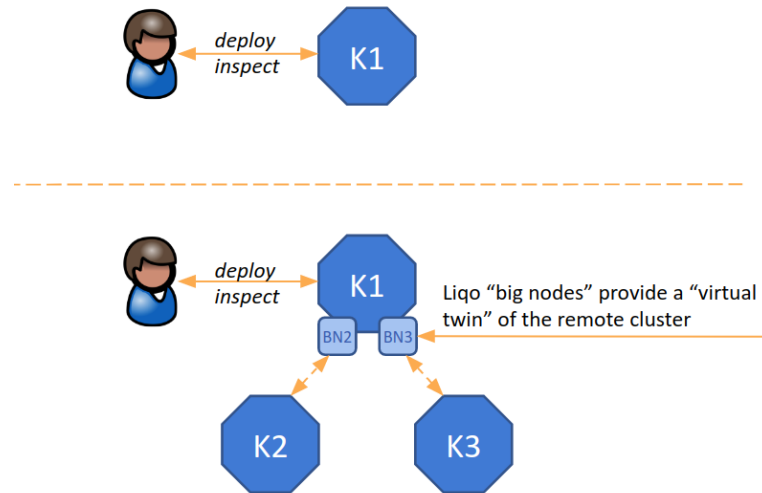 deploy
inspect
K1
deploy
inspect
K1
Liqo “big nodes” provide a “virtual
twin” of the remote cluster
BN2
BN3
K2
K3